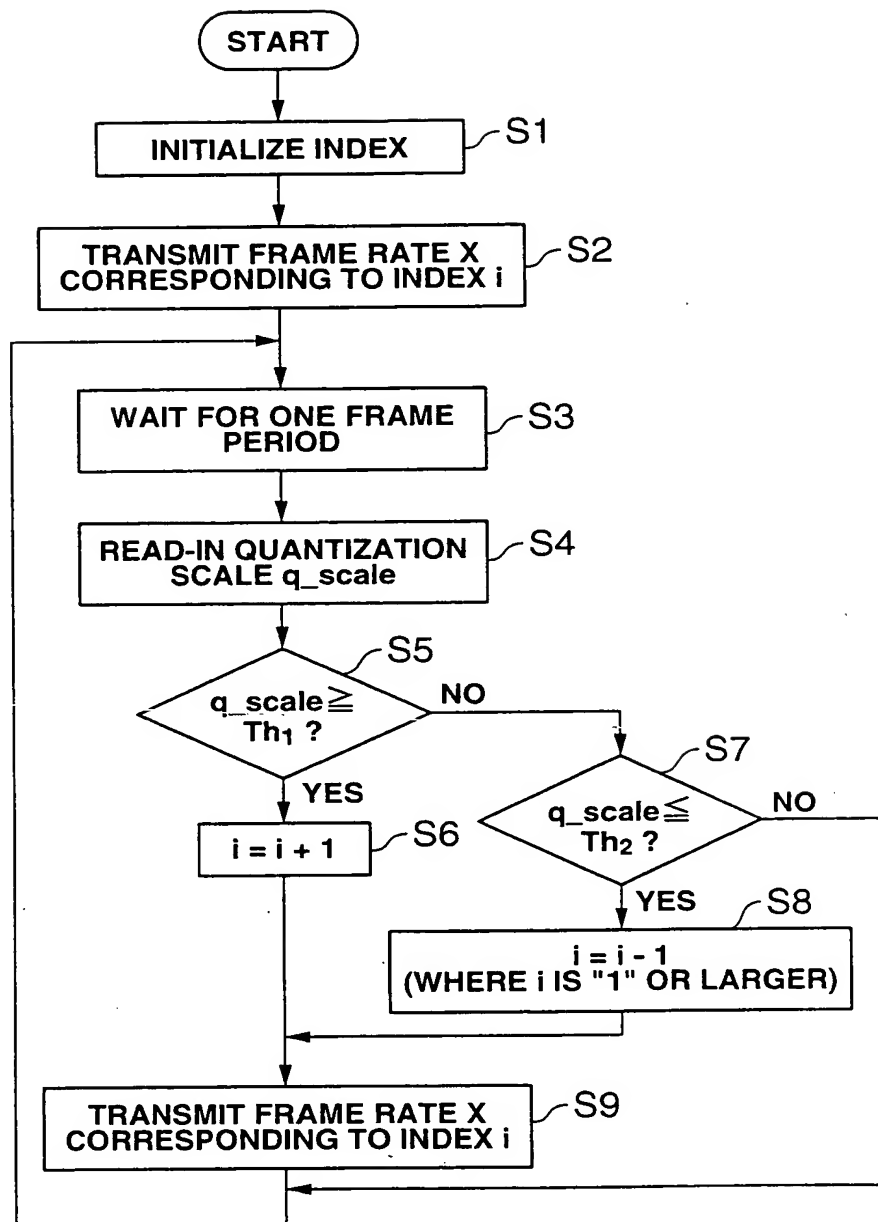 START
INITIALIZE INDEX
S1
TRANSMIT FRAME RATE X
CORRESPONDING TO INDEX i
S2
WAIT FOR ONE FRAME
PERIOD
S3
READ-IN QUANTIZATION
SCALE q_scale
S4
S5
q_scale≧
Th₁ ?
NO
YES
S7
q_scale≦
Th₂ ?
NO
YES
i = i + 1
S6
S8
i = i - 1
(WHERE i IS "1" OR LARGER)
TRANSMIT FRAME RATE X
CORRESPONDING TO INDEX i
S9